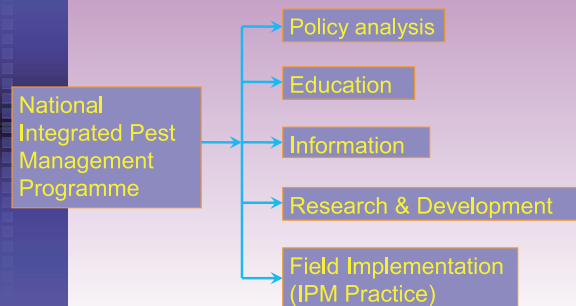 National
Integrated Pest
Management
Programme
Policy analysis
Education
Information
Research & Development
Field Implementation
(IPM Practice)